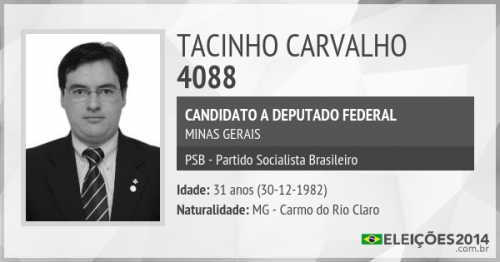 TACINHO CARVALHO
4088
CANDIDATO A DEPUTADO FEDERAL
MINAS GERAIS
PSB - Partido Socialista Brasileiro
Idade: 31 anos (30-12-1982)
Naturalidade: MG - Carmo do Rio Claro
ELEIÇÕES2014
.com.br